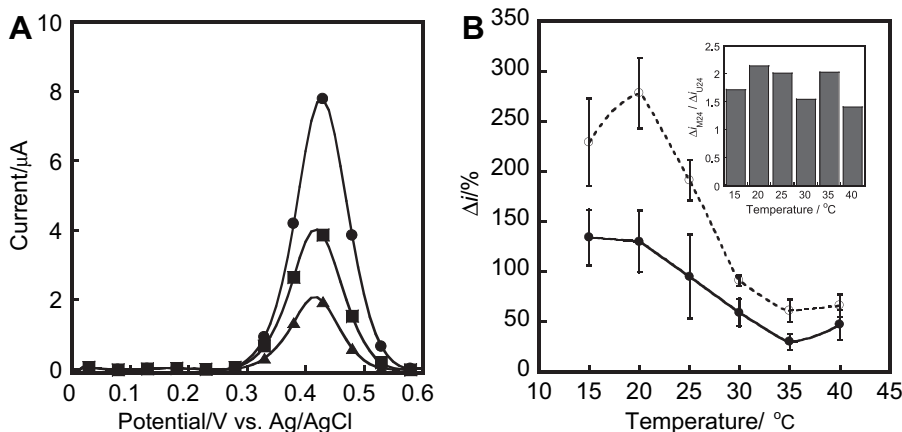 A
10
8
6
4
2
0
Current/µA
0 0.1 0.2 0.3 0.4 0.5 0.6
Potential/V vs. Ag/AgCl
B
350
300
250
200
150
100
50
0
Δi/%
10 15 20 25 30 35 40 45
Temperature/ °C
2.5
2
1.5
1
0.5
0
Δi_M24 / Δi_U24
15 20 25 30 35 40
Temperature / °C